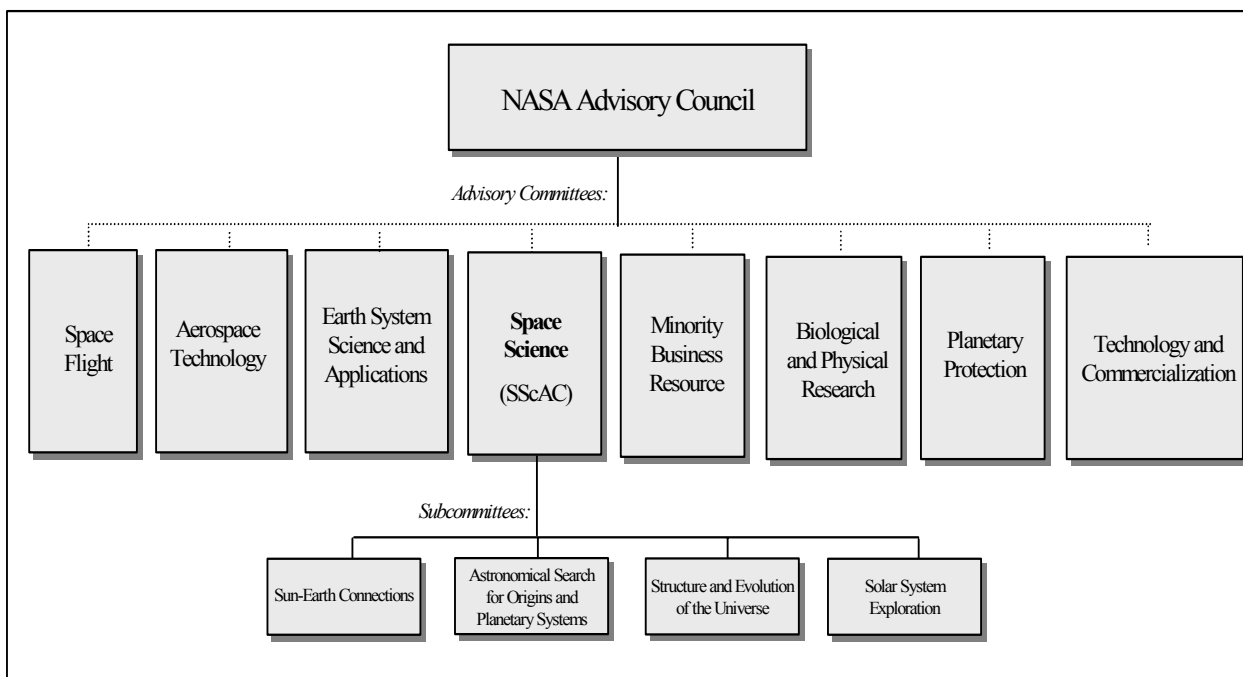 NASA Advisory Council
Advisory Committees:
Space
Flight
Aerospace
Technology
Earth System
Science and
Applications
Space
Science
(SScAC)
Minority
Business
Resource
Biological
and Physical
Research
Planetary
Protection
Technology and
Commercialization
Subcommittees:
Sun-Earth Connections
Astronomical Search
for Origins and
Planetary Systems
Structure and Evolution
of the Universe
Solar System
Exploration